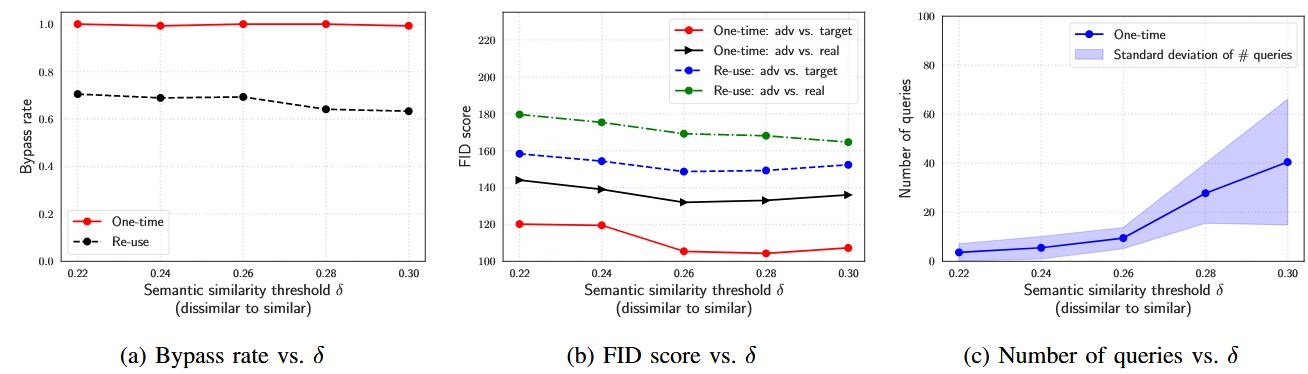 Bypass rate
1.0
0.8
0.6
0.4
0.2
0.0
One-time
Re-use
0.22 0.24 0.26 0.28 0.30
Semantic similarity threshold δ
(dissimilar to similar)
(a) Bypass rate vs. δ
FID score
220
200
180
160
140
120
100
One-time: adv vs. target
One-time: adv vs. real
Re-use: adv vs. target
Re-use: adv vs. real
0.22 0.24 0.26 0.28 0.30
Semantic similarity threshold δ
(dissimilar to similar)
(b) FID score vs. δ
Number of queries
100
80
60
40
20
0
One-time
Standard deviation of # queries
0.22 0.24 0.26 0.28 0.30
Semantic similarity threshold δ
(dissimilar to similar)
(c) Number of queries vs. δ